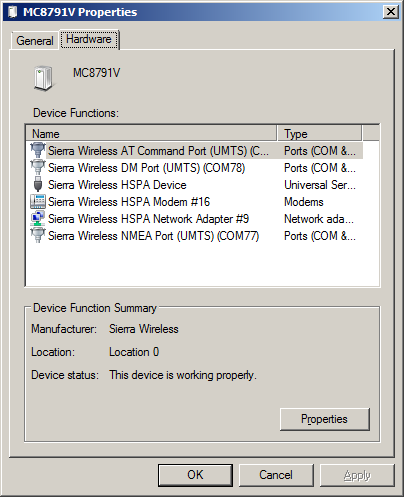 MC8791V Properties
General
Hardware
MC8791V
Device Functions:
Name Type
Sierra Wireless AT Command Port (UMTS) (C... Ports (COM &...
Sierra Wireless DM Port (UMTS) (COM78) Ports (COM &...
Sierra Wireless HSPA Device Universal Ser...
Sierra Wireless HSPA Modem #16 Modems
Sierra Wireless HSPA Network Adapter #9 Network ada...
Sierra Wireless NMEA Port (UMTS) (COM77) Ports (COM &...
Device Function Summary
Manufacturer: Sierra Wireless
Location: Location 0
Device status: This device is working properly.
Properties
OK Cancel Apply